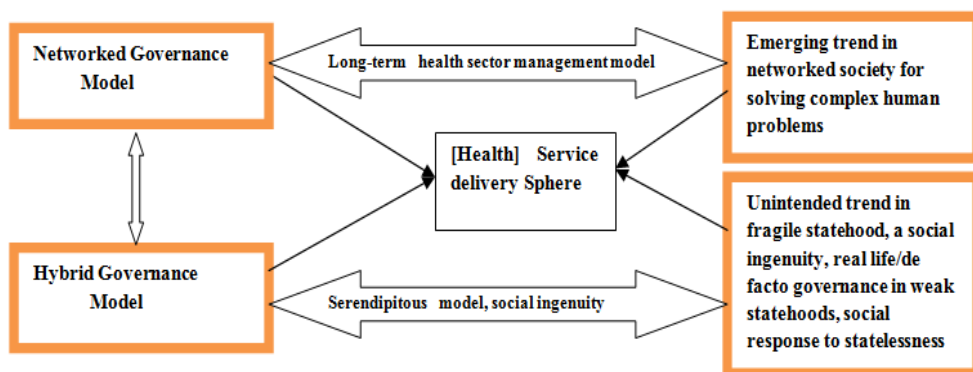 Networked Governance
Model
Long-term health sector management model
Emerging trend in
networked society for
solving complex human
problems
[Health] Service
delivery Sphere
Hybrid Governance
Model
Serendipitous model, social ingenuity
Unintended trend in
fragile statehood, a social
ingenuity, real life/de
facto governance in weak
statehoods, social
response to statelessness